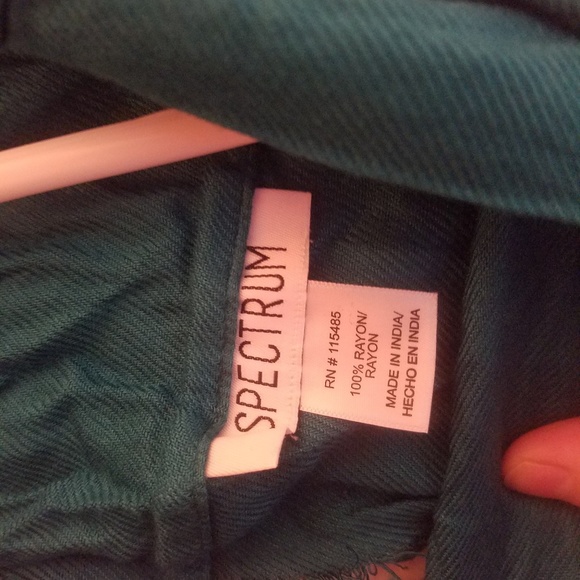 SPECTRUM
RN # 115485
100% RAYON/
RAYON
MADE IN INDIA/
HECHO EN INDIA